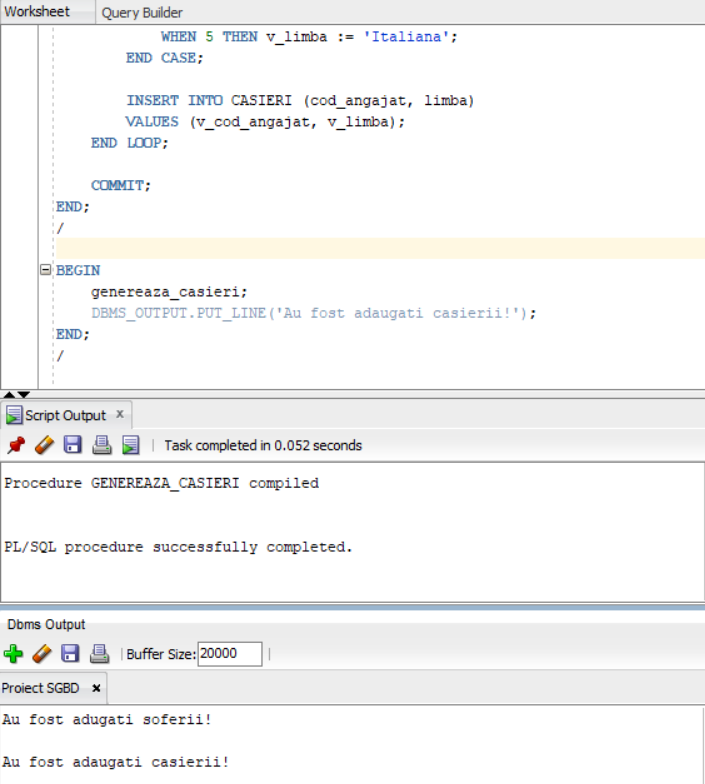 Worksheet Query Builder
WHEN 5 THEN v_limba := 'Italiana';
END CASE;
INSERT INTO CASIERI (cod_angajat, limba)
VALUES (v_cod_angajat, v_limba);
END LOOP;
COMMIT;
END;
/
BEGIN
genereaza_casieri;
DBMS_OUTPUT.PUT_LINE('Au fost adaugati casierii!');
END;
/
Script Output x
Task completed in 0.052 seconds
Procedure GENEREAZA_CASIERI compiled
PL/SQL procedure successfully completed.
Dbms Output
Buffer Size: 20000
Proiect SGBD x
Au fost adugati soferii!
Au fost adaugati casierii!